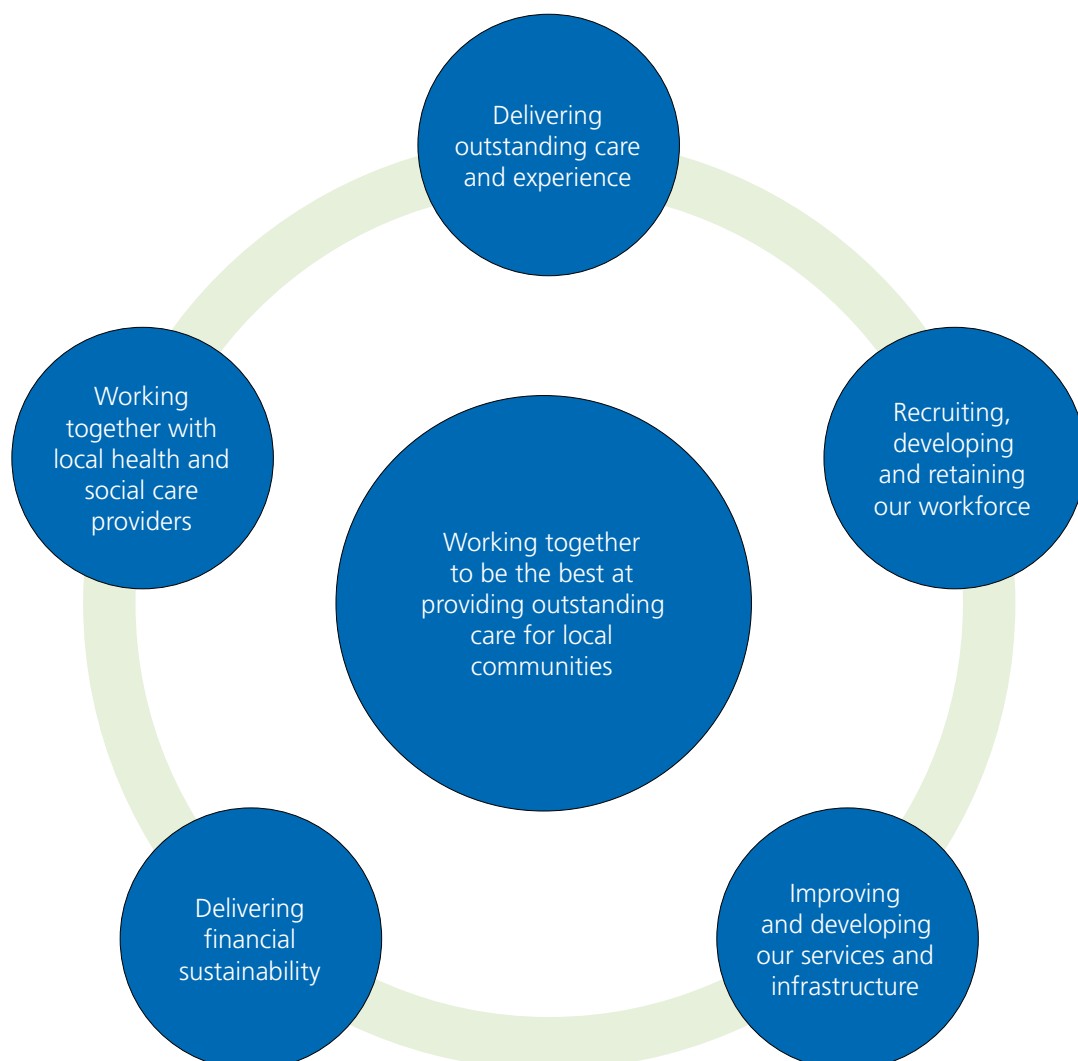 Delivering
outstanding care
and experience
Working
together with
local health and
social care
providers
Recruiting,
developing
and retaining
our workforce
Working together
to be the best at
providing outstanding
care for local
communities
Delivering
financial
sustainability
Improving
and developing
our services and
infrastructure